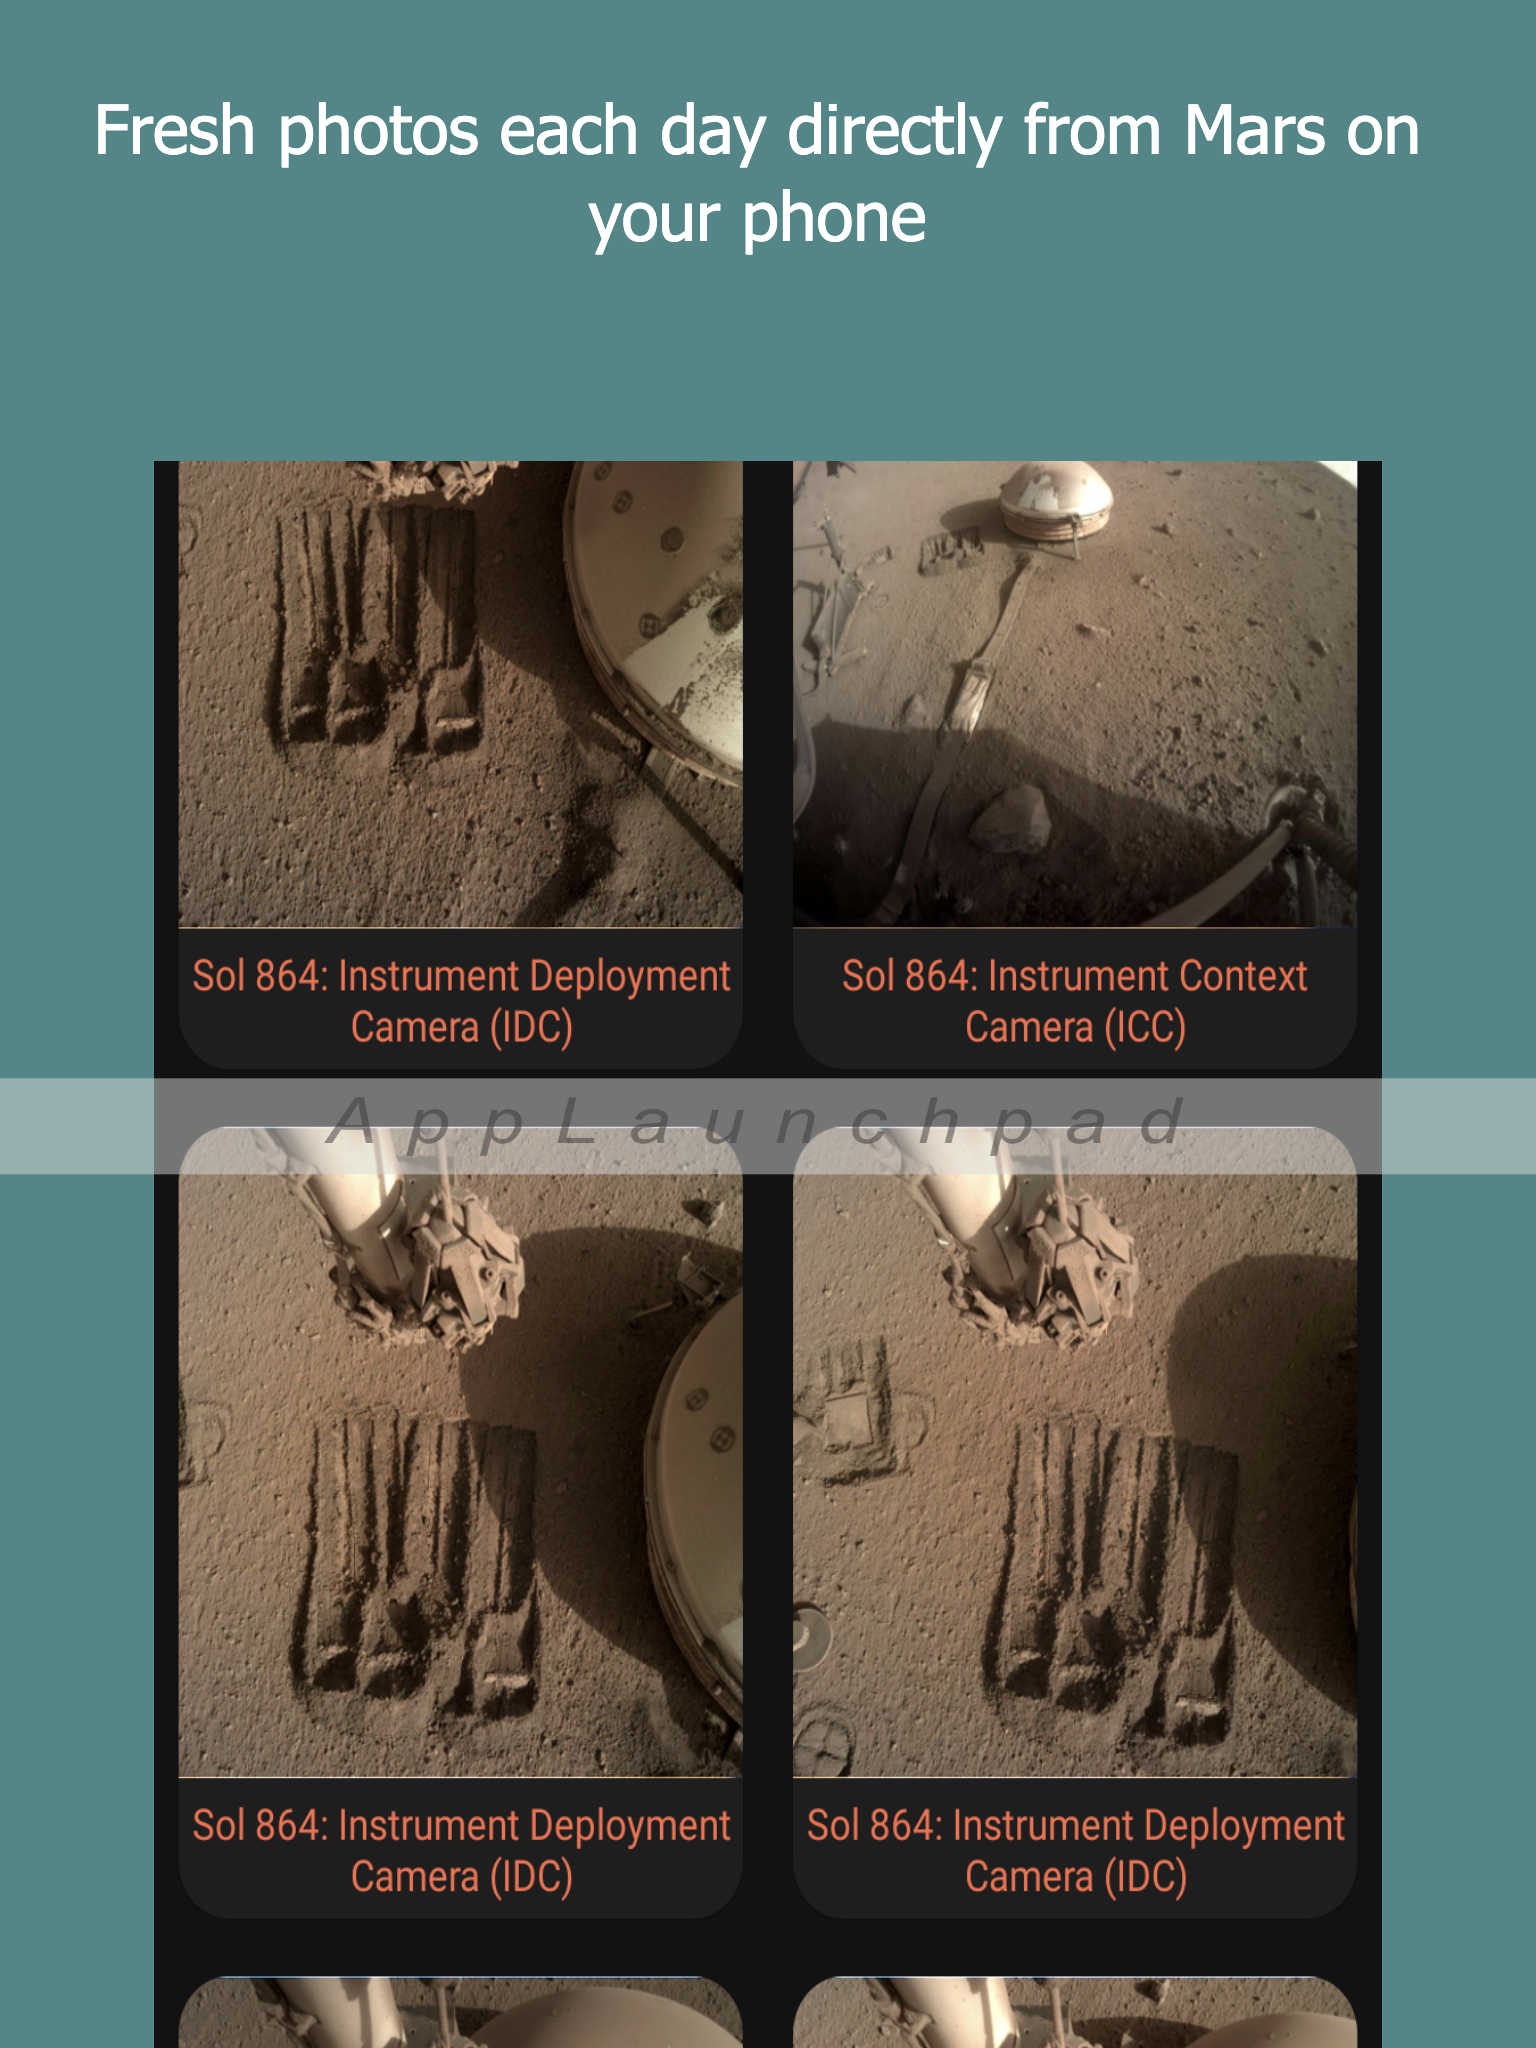 Fresh photos each day directly from Mars on
your phone
Sol 864: Instrument Deployment
Camera (IDC)
Sol 864: Instrument Context
Camera (ICC)
AppLaunchpad
Sol 864: Instrument Deployment
Camera (IDC)
Sol 864: Instrument Deployment
Camera (IDC)